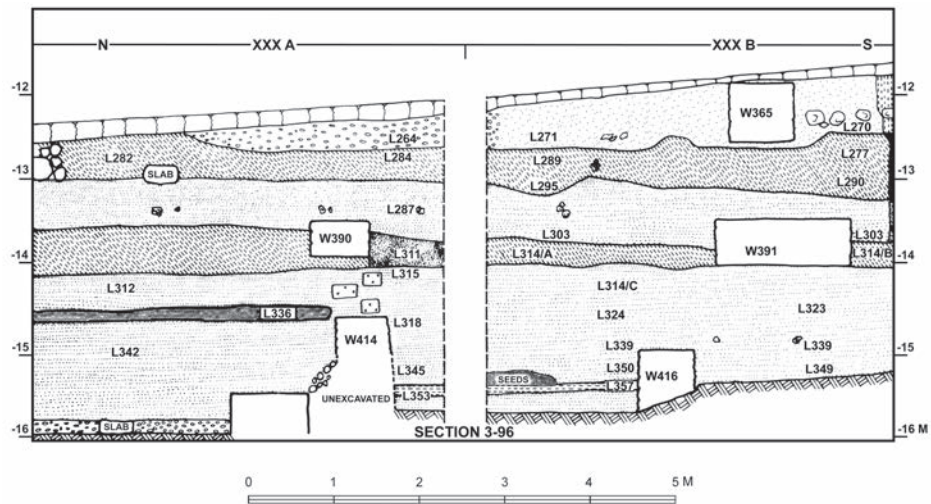 N XXX A XXX B S
-12 -12
W365
L264 L271 L270
L282 L284 L289 L277
-13 SLAB L295 L290 -13
L287
W390 L303 W391 L303
L311 L314/A L314/B
-14 L315 -14
L312 L314/C
L336 L318 L324 L323
L342 W414 L339 L339
-15 -15
L345 L350 W416 L349
SEEDS
UNEXCAVATED L353 L357
SLAB
-16 SECTION 3-96 -16 M
0 1 2 3 4 5 M